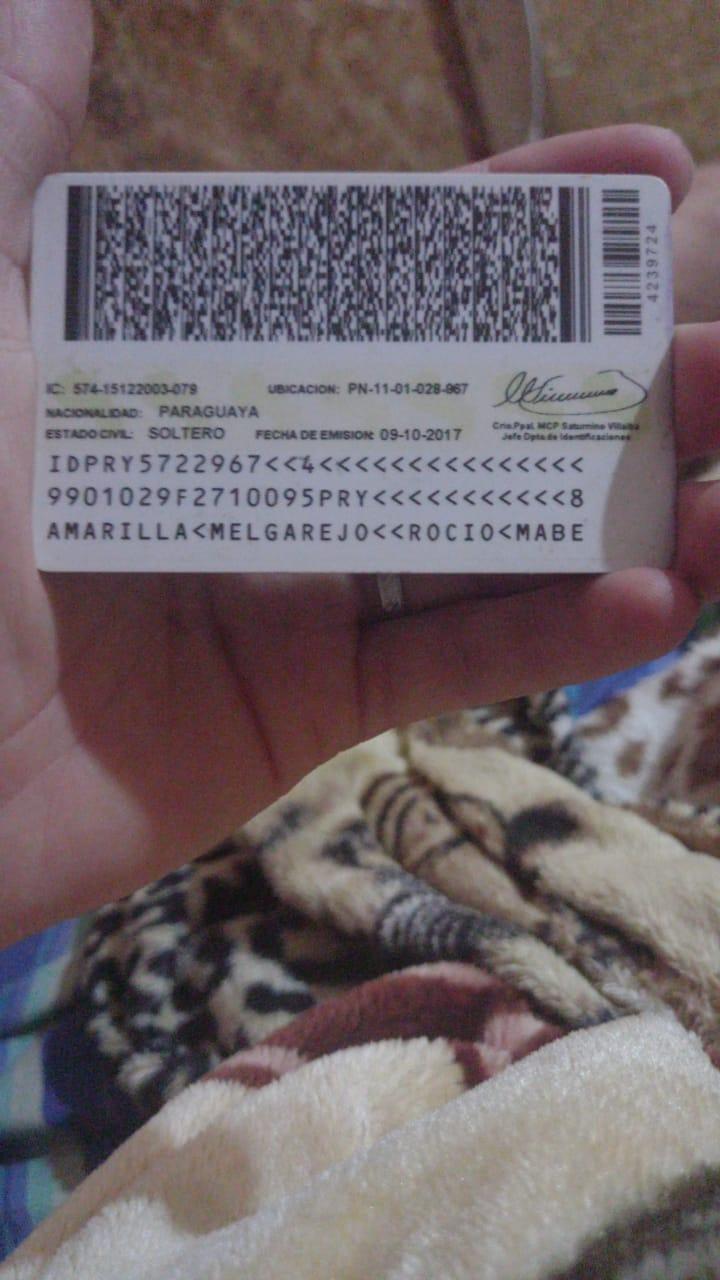 4239724
IC: 574-15122003-079 UBICACION: PN-11-01-028-967
NACIONALIDAD: PARAGUAYA
ESTADO CIVIL: SOLTERO FECHA DE EMISION: 09-10-2017
Crio.Ppal. MCP Saturnino Villalba
Jefe Dpto.de Identificaciones
IDPRY5722967<<4<<<<<<<<<<<<<<<
9901029F2710095PRY<<<<<<<<<<<8
AMARILLA<MELGAREJO<<ROCIO<MABE